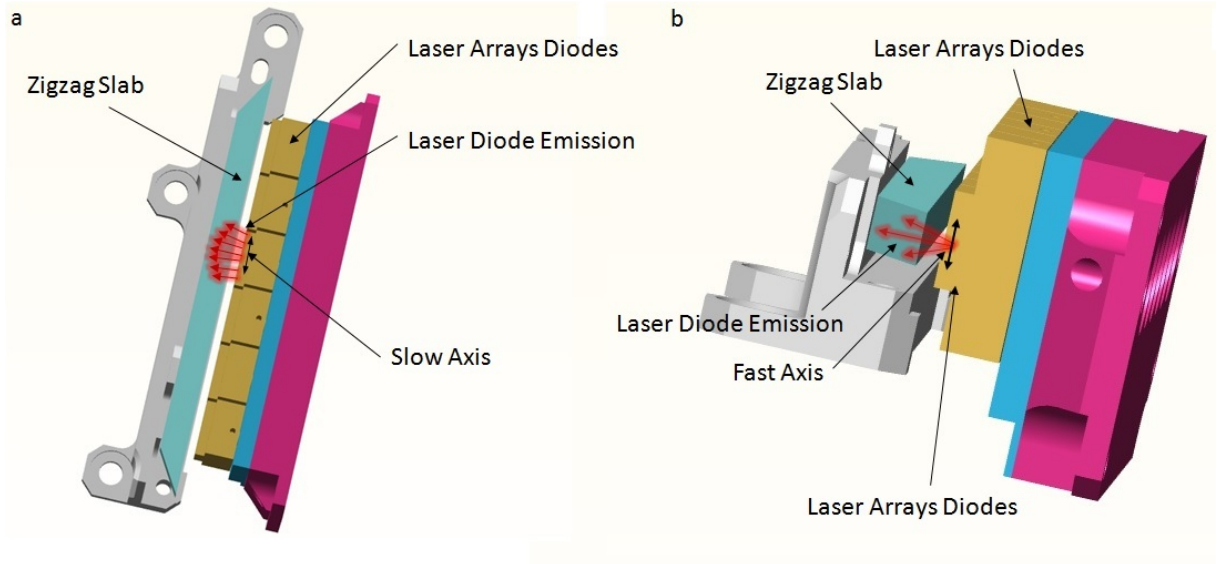 a
Laser Arrays Diodes
Zigzag Slab
Laser Diode Emission
Slow Axis
b
Laser Arrays Diodes
Zigzag Slab
Laser Diode Emission
Fast Axis
Laser Arrays Diodes